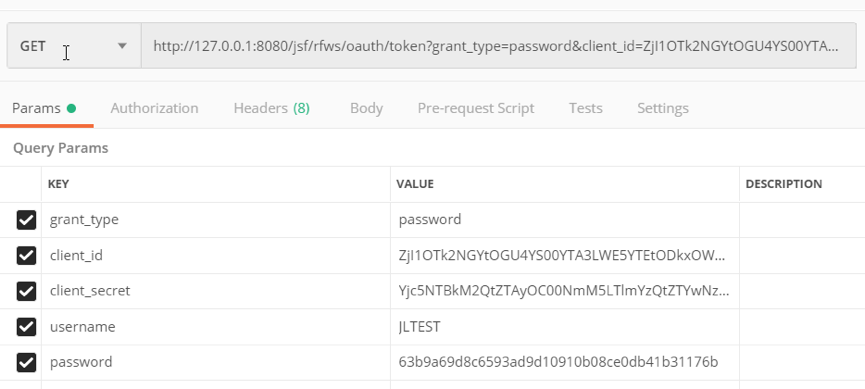 GET http://127.0.0.1:8080/jsf/rfws/oauth/token?grant_type=password&client_id=ZjI1OTk2NGYtOGU4YS00YTA...
Params Authorization Headers (8) Body Pre-request Script Tests Settings
Query Params
KEY VALUE DESCRIPTION
grant_type password
client_id ZjI1OTk2NGYtOGU4YS00YTA3LWE5YTEtODkxOW...
client_secret Yjc5NTBkM2QtZTAyOC00NmM5LTlmYzQtZTYwNz...
username JLTEST
password 63b9a69d8c6593ad9d10910b08ce0db41b31176b